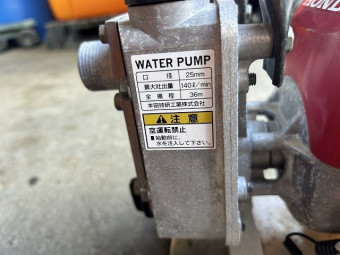 HONDA
WATER PUMP
口 径 25mm
最大吐出量 140ℓ/min
全 揚 程 36m
本田技研工業株式会社
注 意
空運転禁止
■始動前に、
水を注入して下さい。